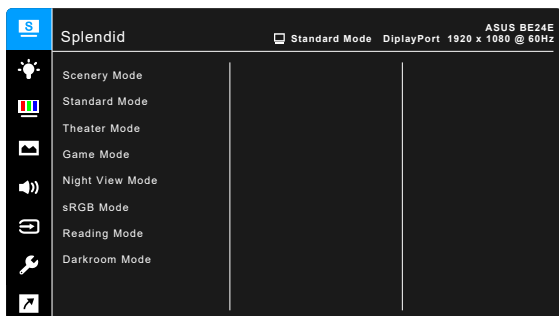 S
ASUS BE24E
Splendid
Standard Mode DiplayPort 1920 x 1080 @ 60Hz
Scenery Mode
Standard Mode
Theater Mode
Game Mode
Night View Mode
sRGB Mode
Reading Mode
Darkroom Mode